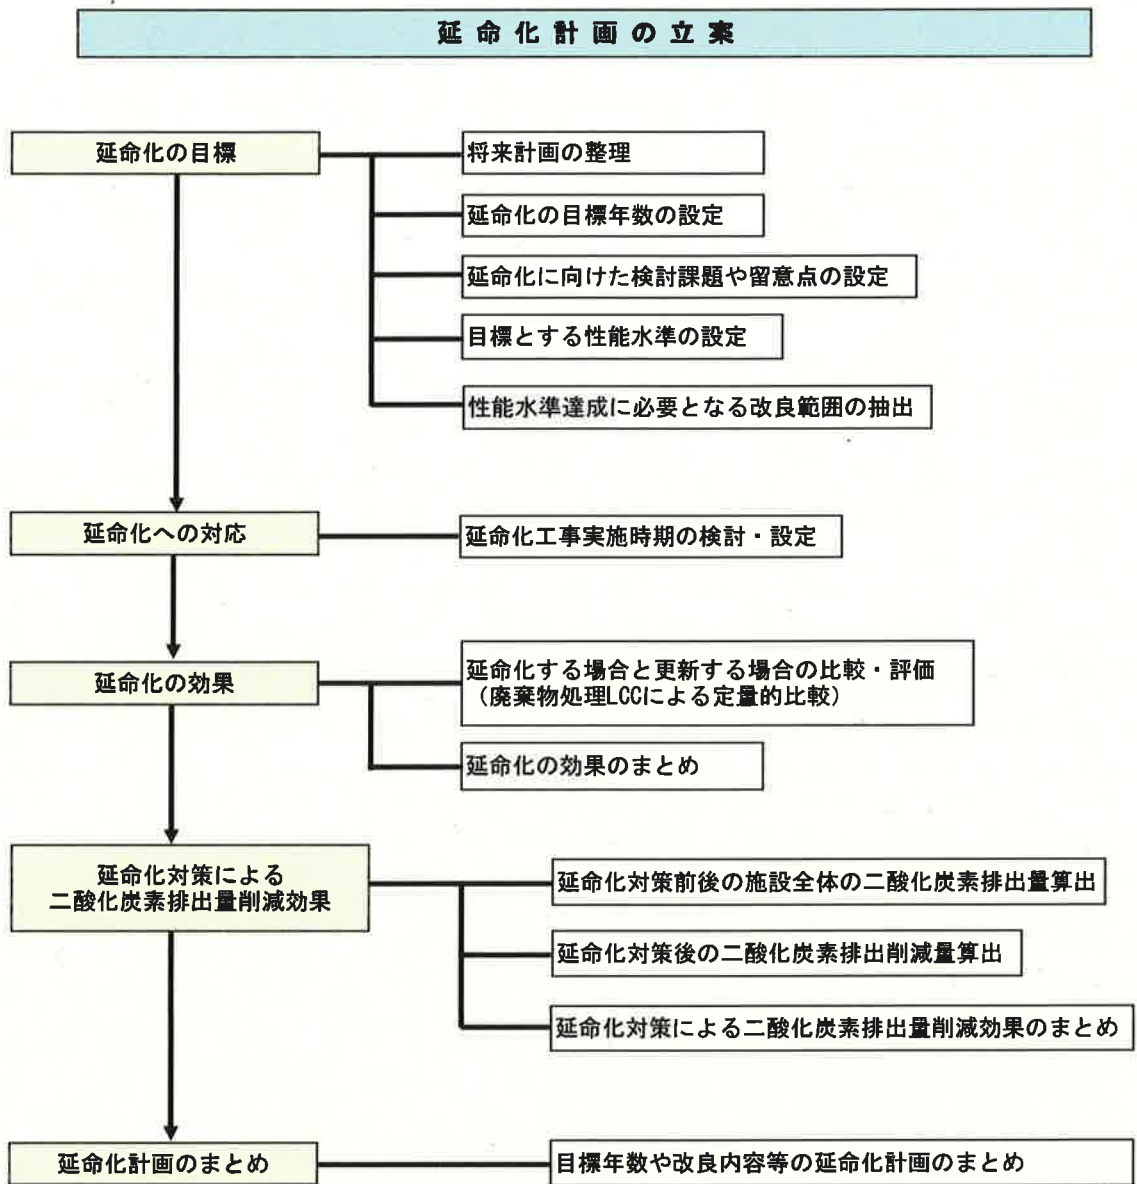 延命化計画の立案
延命化の目標
将来計画の整理
延命化の目標年数の設定
延命化に向けた検討課題や留意点の設定
目標とする性能水準の設定
性能水準達成に必要となる改良範囲の抽出
延命化への対応
延命化工事実施時期の検討・設定
延命化の効果
延命化する場合と更新する場合の比較・評価
(廃棄物処理LCCによる定量的比較)
延命化の効果のまとめ
延命化対策による
二酸化炭素排出量削減効果
延命化対策前後の施設全体の二酸化炭素排出量算出
延命化対策後の二酸化炭素排出削減量算出
延命化対策による二酸化炭素排出量削減効果のまとめ
延命化計画のまとめ
目標年数や改良内容等の延命化計画のまとめ